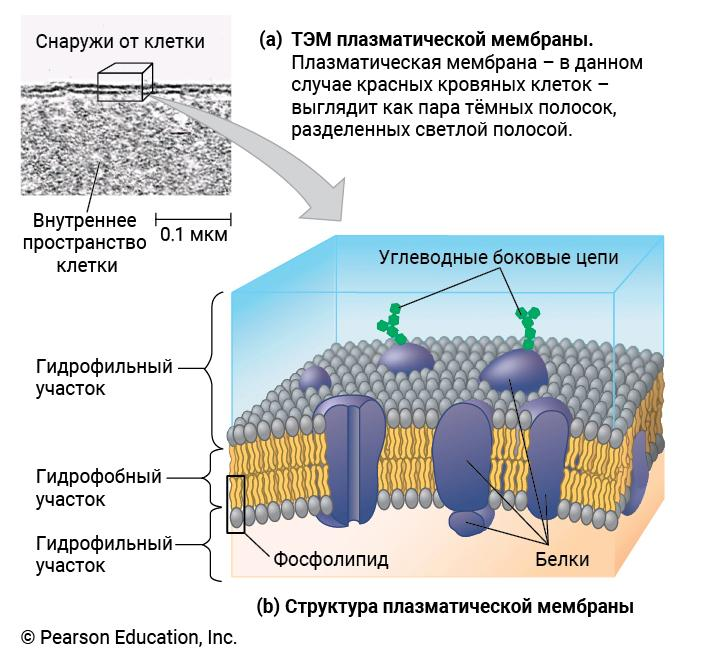 Снаружи от клетки
(a) ТЭМ плазматической мембраны.
Плазматическая мембрана – в данном
случае красных кровяных клеток –
выглядит как пара тёмных полосок,
разделенных светлой полосой.
Внутреннее
пространство
клетки
0.1 мкм
Углеводные боковые цепи
Гидрофильный
участок
Гидрофобный
участок
Гидрофильный
участок
Фосфолипид
Белки
(b) Структура плазматической мембраны
© Pearson Education, Inc.